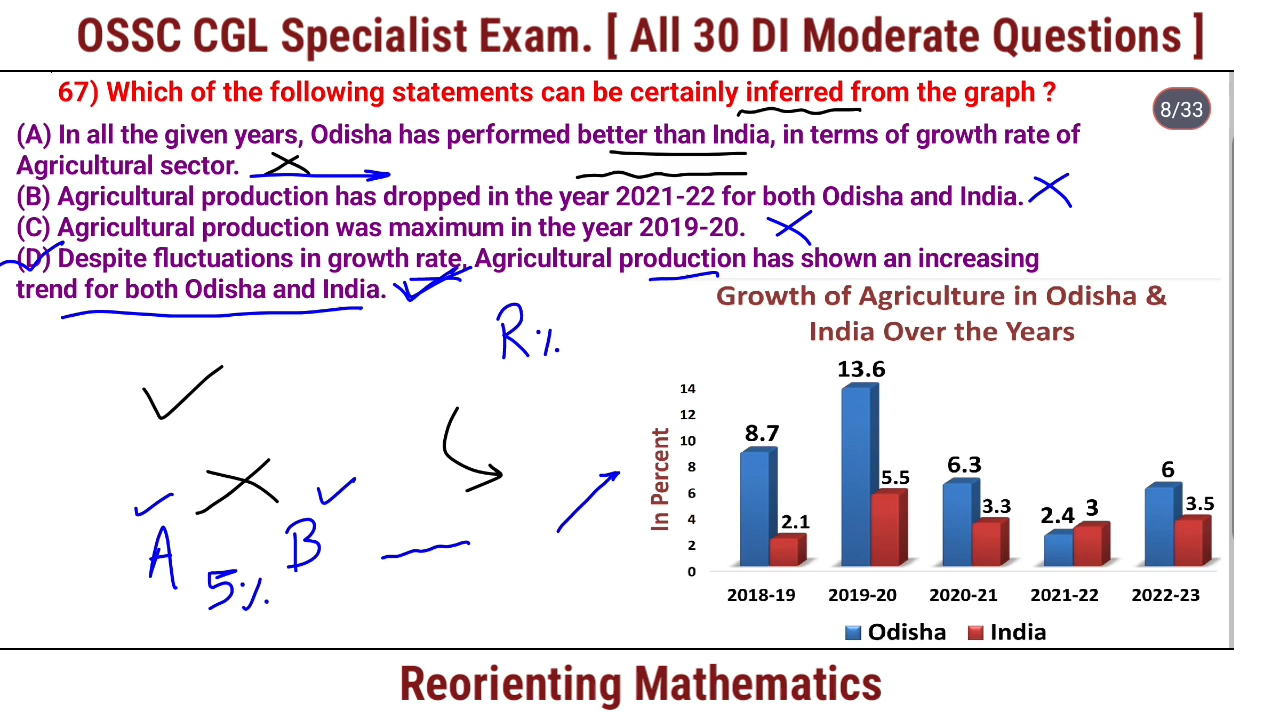 OSSC CGL Specialist Exam. [ All 30 DI Moderate Questions ]
67) Which of the following statements can be certainly inferred from the graph ?
8/33
(A) In all the given years, Odisha has performed better than India, in terms of growth rate of
Agricultural sector.
(B) Agricultural production has dropped in the year 2021-22 for both Odisha and India.
(C) Agricultural production was maximum in the year 2019-20.
(D) Despite fluctuations in growth rate, Agricultural production has shown an increasing
trend for both Odisha and India.
R%
A 5% B
Growth of Agriculture in Odisha &
India Over the Years
In Percent
14
12
10
8
6
4
2
0
8.7 2.1
13.6 5.5
6.3 3.3
2.4 3
6 3.5
2018-19 2019-20 2020-21 2021-22 2022-23
Odisha India
Reorienting Mathematics